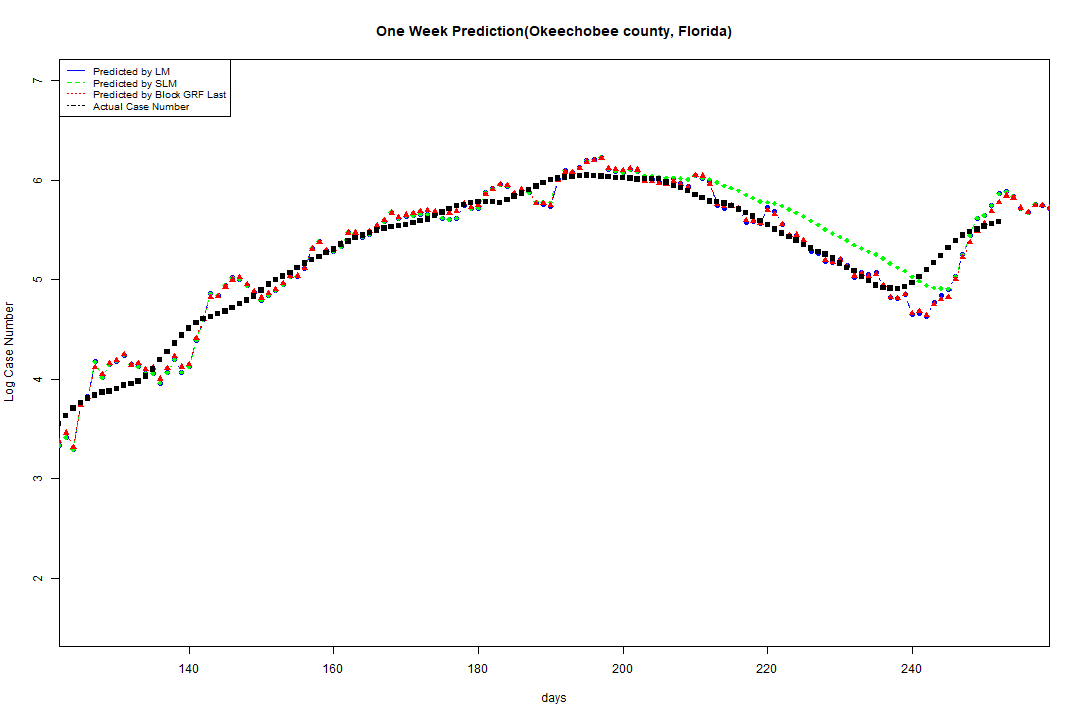 One Week Prediction(Okeechobee county, Florida)
Predicted by LM
Predicted by SLM
Predicted by Block GRF Last
Actual Case Number
7
6
5
4
3
2
Log Case Number
140 160 180 200 220 240
days